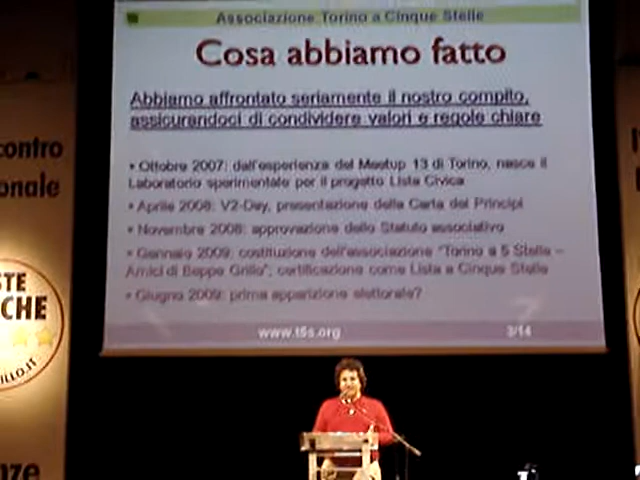 Associazione Torino a Cinque Stelle
Cosa abbiamo fatto
Abbiamo affrontato seriamente il nostro compito,
assicurandoci di condividere valori e regole chiare
• Ottobre 2007: dall'esperienza del Meetup 13 di Torino, nasce il
Laboratorio sperimentale per il progetto Lista Civica
• Aprile 2008: V2-Day, presentazione della Carta dei Principi
• Novembre 2008: approvazione dello Statuto associativo
• Gennaio 2009: costituzione dell'associazione "Torino a 5 Stelle –
Amici di Beppe Grillo"; certificazione come Lista a Cinque Stelle
• Giugno 2009: prima apparizione elettorale?
www.t5s.org
3/14
contro
onale
STE
CHE
ILLO.IT
nze